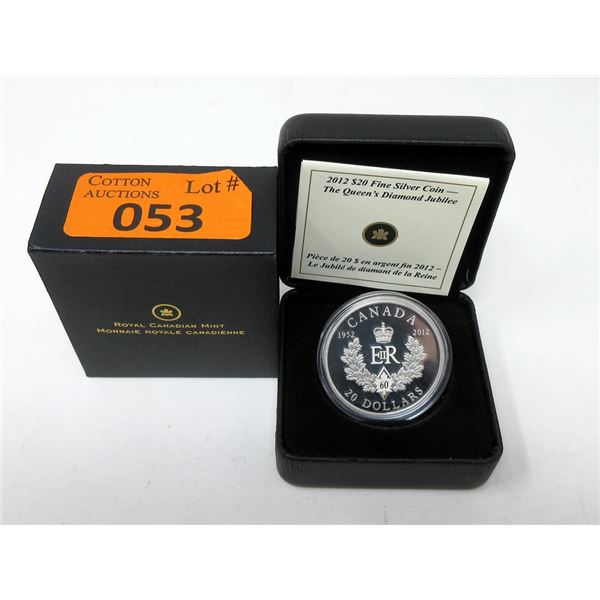 COTTON
AUCTIONS
Lot #
053
ROYAL CANADIAN MINT
MONNAIE ROYALE CANADIENNE
2012 $20 Fine Silver Coin —
The Queen's Diamond Jubilee
Pièce de 20 $ en argent fin 2012 –
Le Jubilé de diamant de la Reine
CANADA
1952 2012
EIIR
60
20 DOLLARS